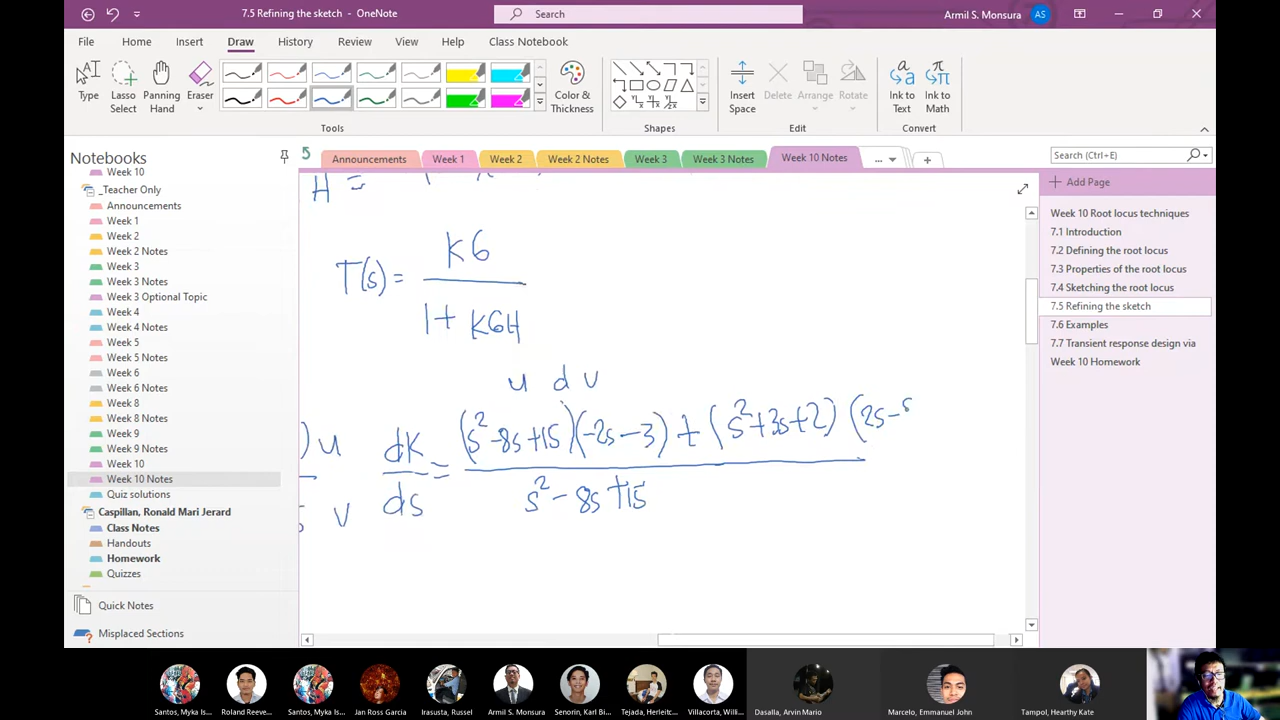 7.5 Refining the sketch - OneNote
Search
Armil S. Monsura
AS
File Home Insert Draw History Review View Help Class Notebook
Type
Lasso Select
Panning Hand
Eraser
Color & Thickness
Insert Space
Delete
Arrange
Rotate
Ink to Text
Ink to Math
Tools
Shapes
Edit
Convert
Notebooks
Announcements Week 1 Week 2 Week 2 Notes Week 3 Week 3 Notes Week 10 Notes ...
Search (Ctrl+E)
Week 10
_Teacher Only
Announcements
Week 1
Week 2
Week 2 Notes
Week 3
Week 3 Notes
Week 3 Optional Topic
Week 4
Week 4 Notes
Week 5
Week 5 Notes
Week 6
Week 6 Notes
Week 8
Week 8 Notes
Week 9
Week 9 Notes
Week 10
Week 10 Notes
Quiz solutions
Caspillan, Ronald Mari Jerard
Class Notes
Handouts
Homework
Quizzes
Quick Notes
Misplaced Sections
H =
T(s) = KG
1 + KGH
u d v
) u dK/ds = (s²-8s+15)(-2s-3) + (s²+3s+2)(2s-
v s² - 8s + 15
Add Page
Week 10 Root locus techniques
7.1 Introduction
7.2 Defining the root locus
7.3 Properties of the root locus
7.4 Sketching the root locus
7.5 Refining the sketch
7.6 Examples
7.7 Transient response design via
Week 10 Homework
Santos, Myka Is... Roland Reeve... Santos, Myka Is... Jan Ross Garcia Irasusta, Russel Armil S. Monsura Senorin, Karl Bi... Tejada, Herleitc... Villacorta, Willi... Dasalla, Arvin Mario Marcelo, Emmanuel John Tampol, Hearthy Kate